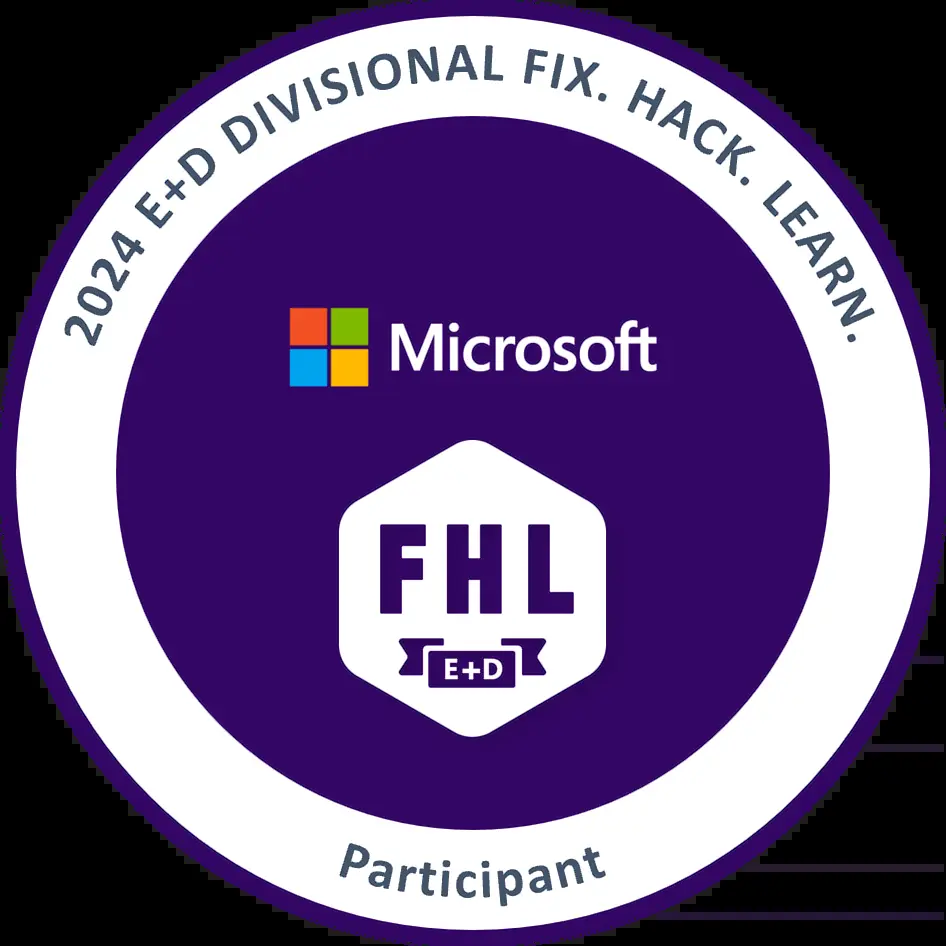 2024 E+D DIVISIONAL FIX. HACK. LEARN.
Microsoft
FHL
E+D
Participant